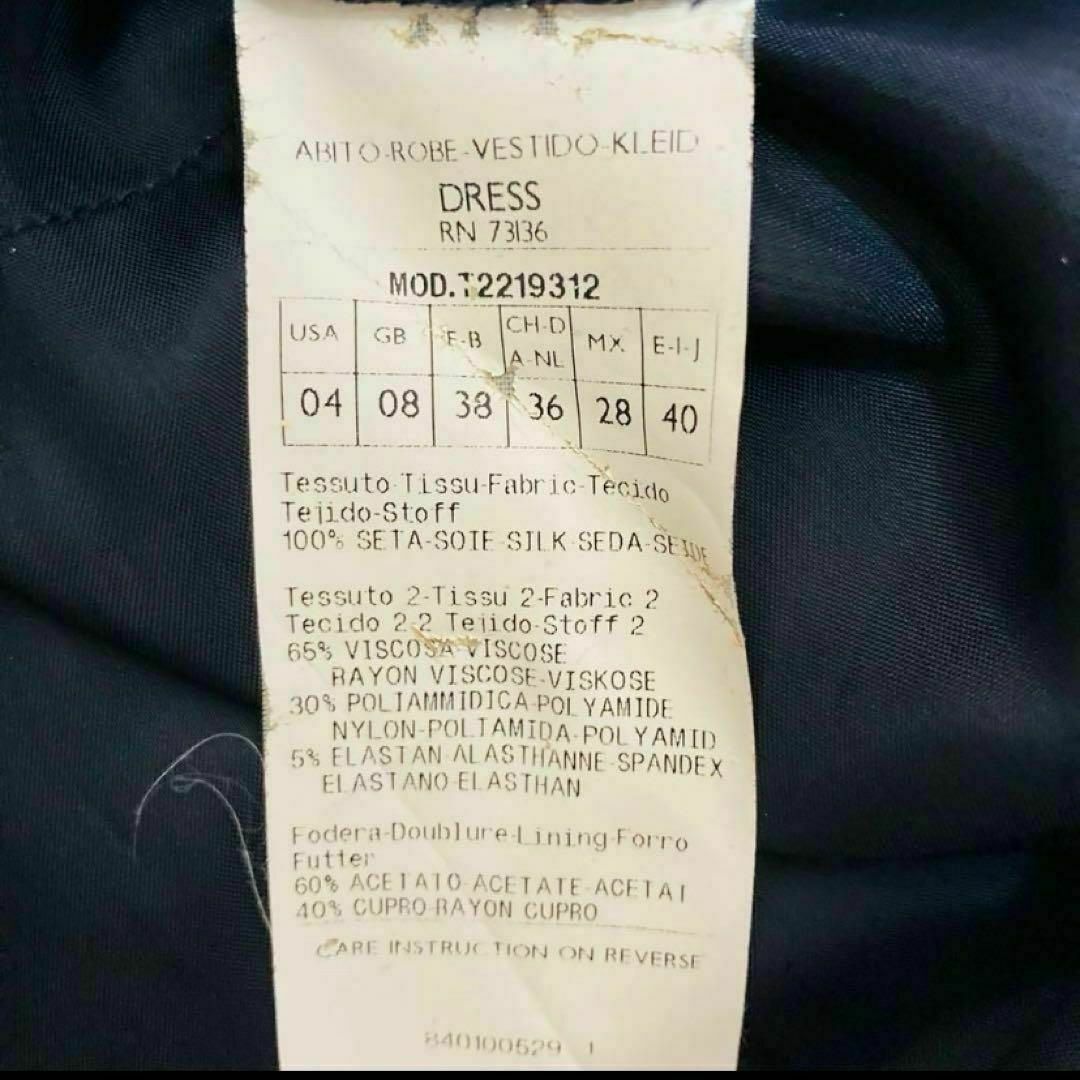 ABITO-ROBE-VESTIDO-KLEID
DRESS
RN 73136
MOD.T2219312
USA GB F-B CH-D A-NL MX E-I-J
04 08 38 36 28 40
Tessuto-Tissu-Fabric-Tecido
Tejido-Stoff
100% SETA-SOIE-SILK-SEDA-SEIDE
Tessuto 2-Tissu 2-Fabric 2
Tecido 2-2 Tejido-Stoff 2
65% VISCOSA-VISCOSE
RAYON VISCOSE-VISKOSE
30% POLIAMMIDICA-POLYAMIDE
NYLON-POLIAMIDA-POLYAMID
5% ELASTAN-ALASTHANNE-SPANDEX
ELASTANO-ELASTHAN
Fodera-Doublure-Lining-Forro
Futter
60% ACETATO-ACETATE-ACETAT
40% CUPRO-RAYON CUPRO
CARE INSTRUCTION ON REVERSE
840100629 1